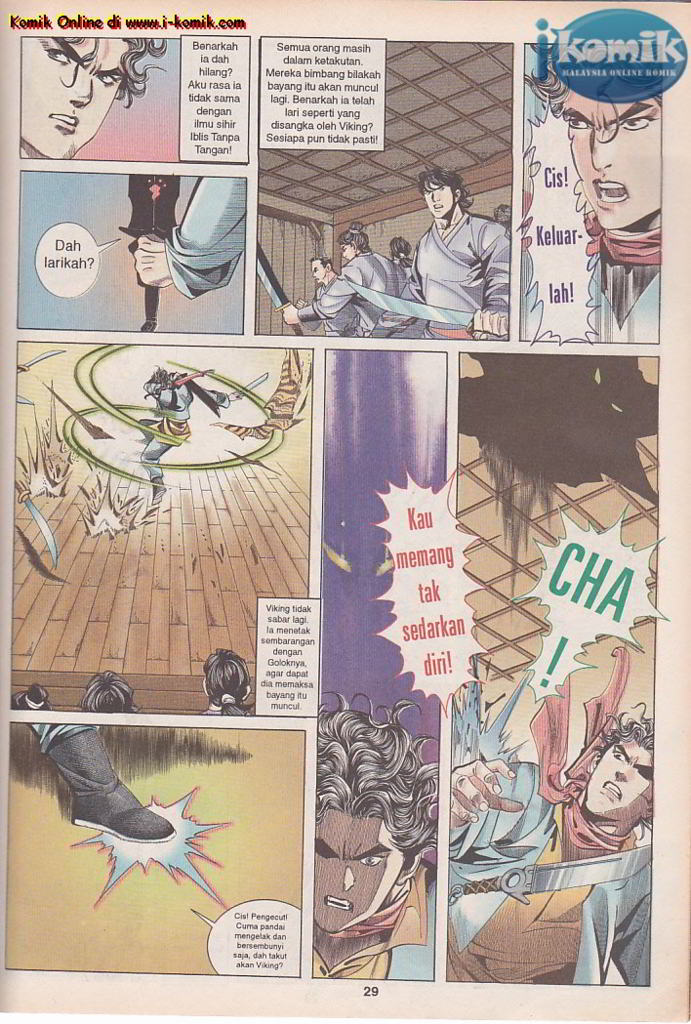 Komik Online di www.i-komik.com
ikomik
MALAYSIA ONLINE KOMIK
Benarkah
ia dah
hilang?
Aku rasa ia
tidak sama
dengan
ilmu sihir
Iblis Tanpa
Tangan!
Semua orang masih
dalam ketakutan.
Mereka bimbang bilakah
bayang itu akan muncul
lagi. Benarkah ia telah
lari seperti yang
disangka oleh Viking?
Sesiapa pun tidak pasti!
Cis!
Keluar-
lah!
Dah
larikah?
Viking tidak
sabar lagi.
Ia menetak
sembarangan
dengan
Goloknya,
agar dapat
dia memaksa
bayang itu
muncul.
Kau
memang
tak
sedarkan
diri!
CHA
!
Cis! Pengecut!
Cuma pandai
mengelak dan
bersembunyi
saja, dah takut
akan Viking?
29